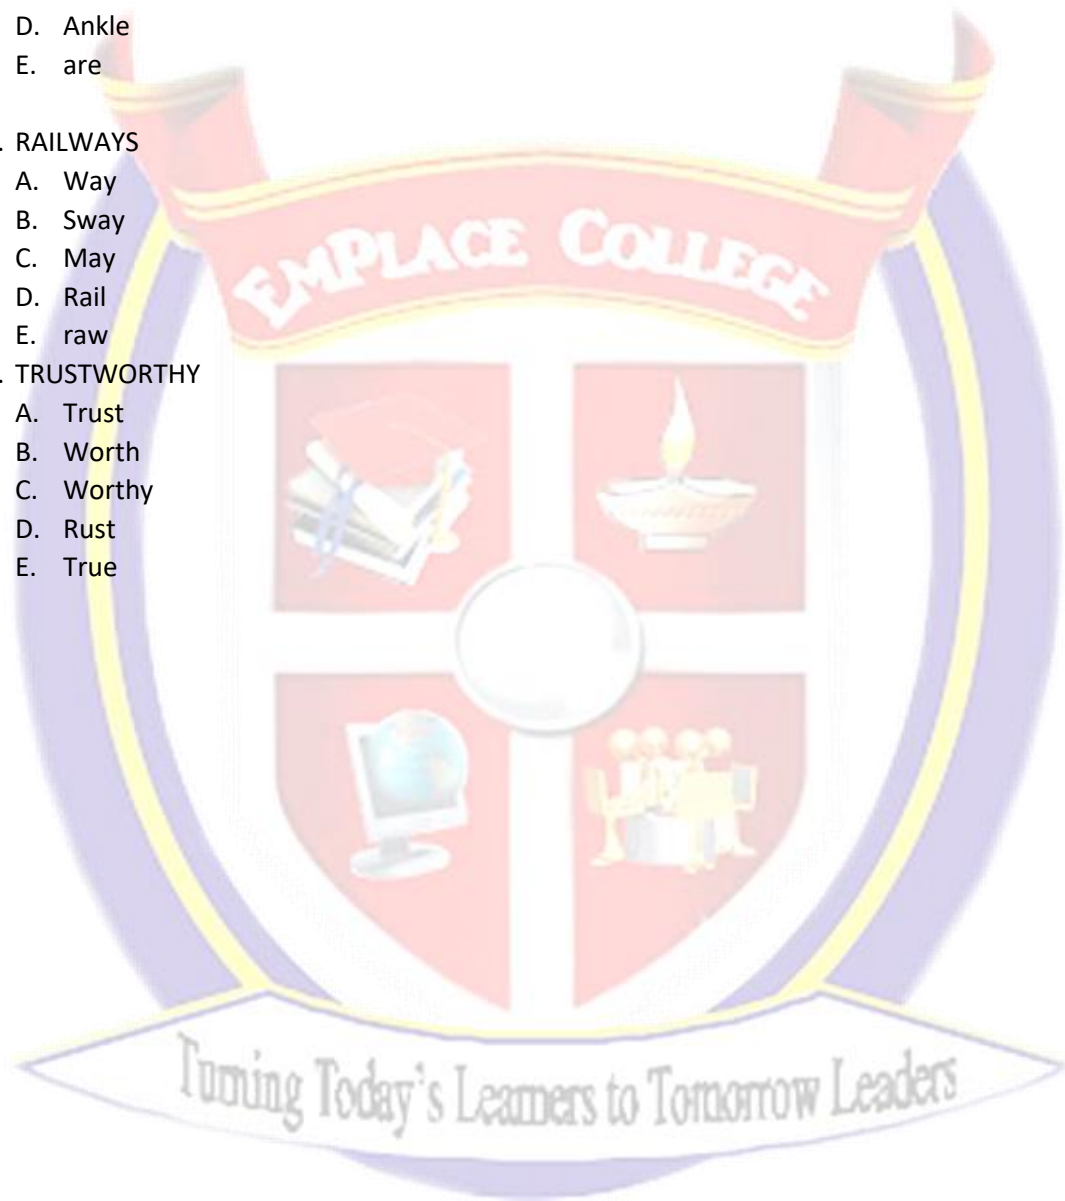 D. Ankle
E. are
. RAILWAYS
A. Way
B. Sway
C. May
D. Rail
E. raw
. TRUSTWORTHY
A. Trust
B. Worth
C. Worthy
D. Rust
E. True
EMPLACE COLLEGE
Turning Today's Learners to Tomorrow Leaders